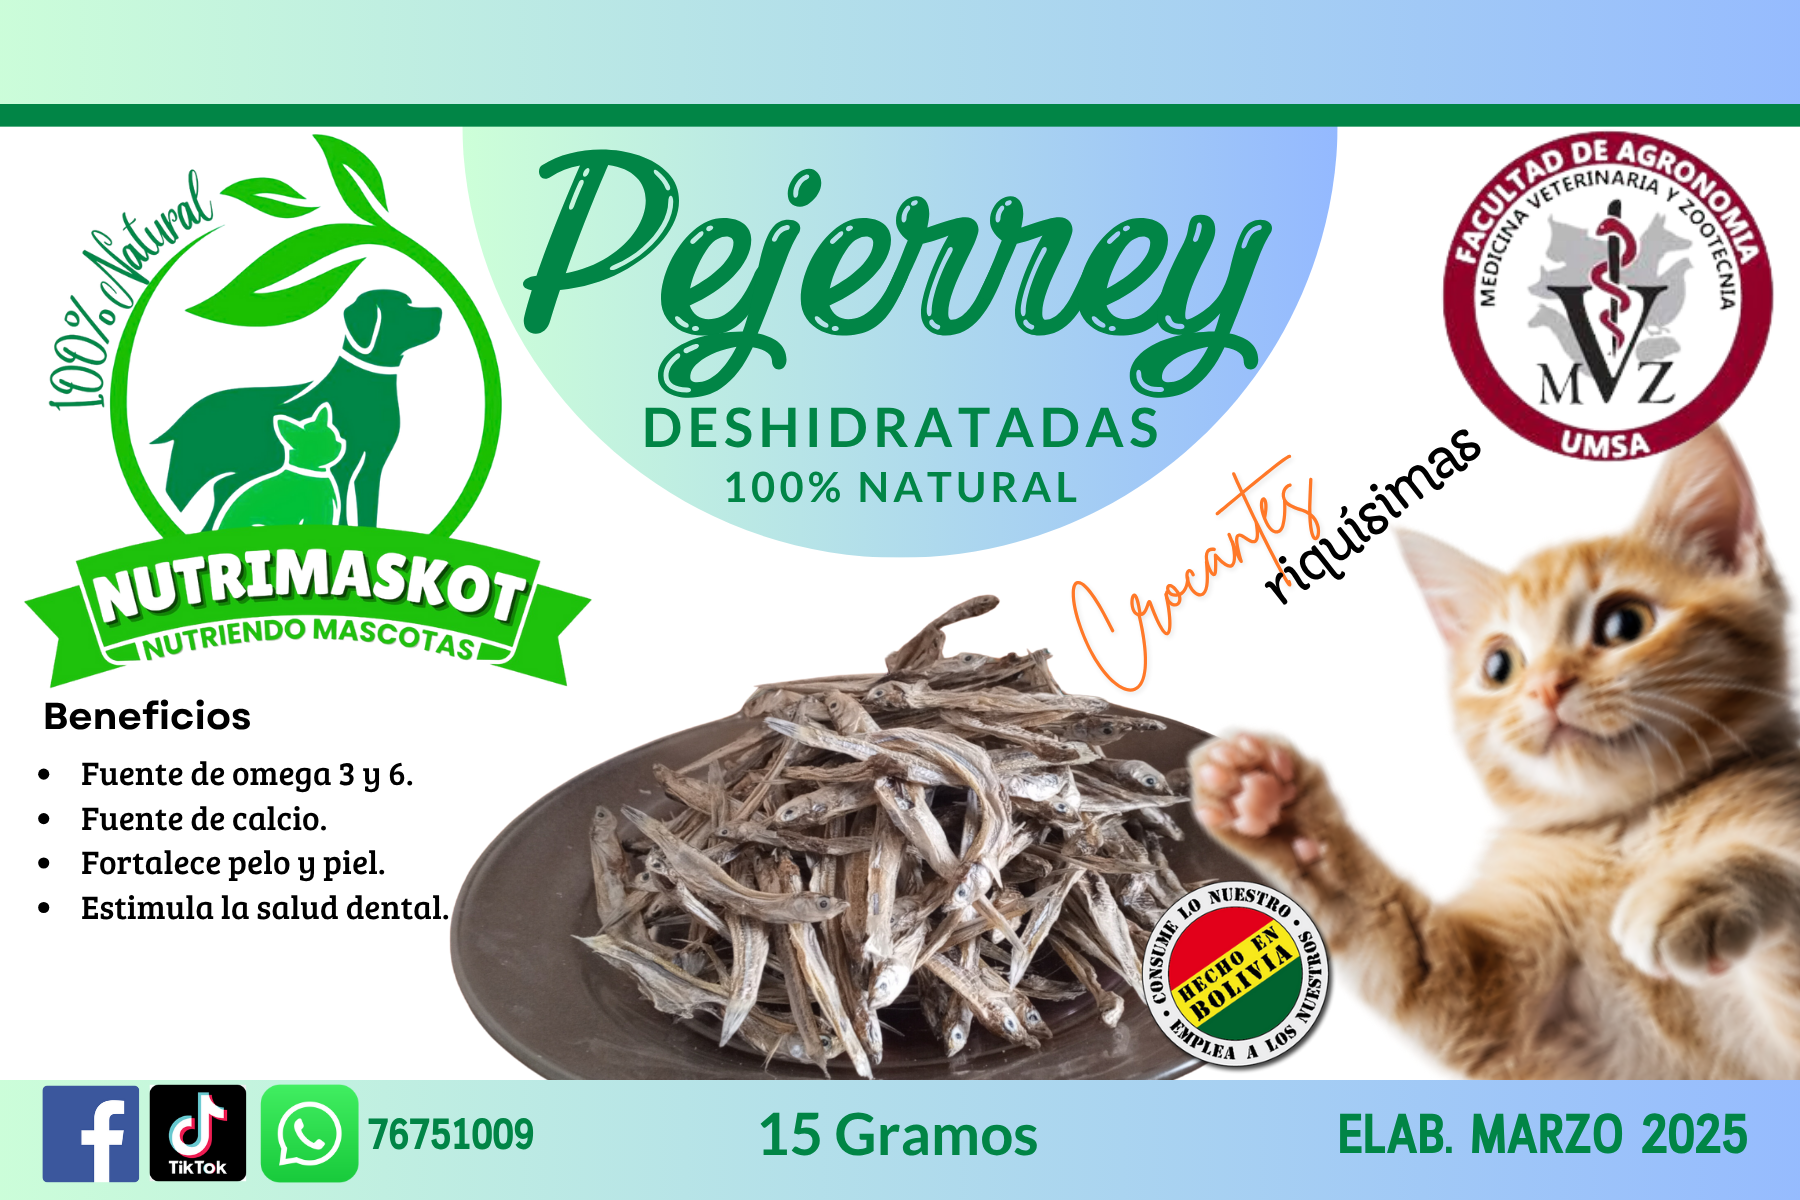 100% Natural
NUTRIMASKOT
NUTRIENDO MASCOTAS
Pejerrey
DESHIDRATADAS
100% NATURAL
FACULTAD DE AGRONOMIA
MEDICINA VETERINARIA Y ZOOTECNIA
MVZ
UMSA
Crocantes
riquísimas
Beneficios
• Fuente de omega 3 y 6.
• Fuente de calcio.
• Fortalece pelo y piel.
• Estimula la salud dental.
CONSUME LO NUESTRO •
HECHO EN
BOLIVIA
• EMPLEA A LOS NUESTROS
f
TikTok
76751009
15 Gramos
ELAB. MARZO 2025